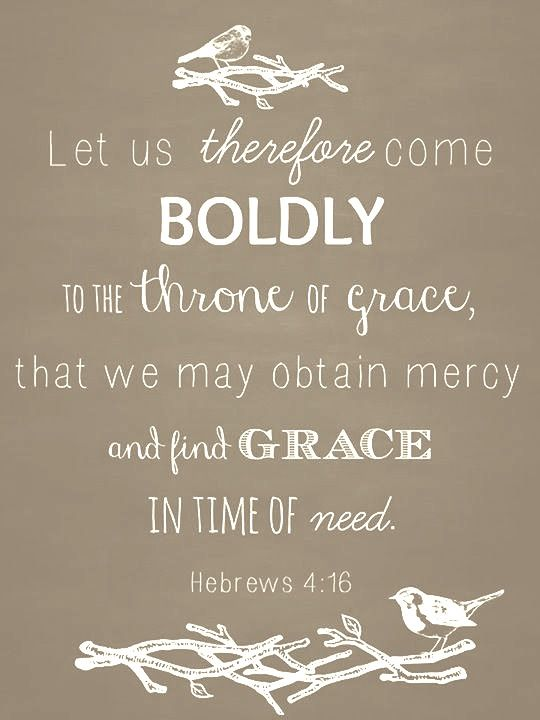 Let us therefore come
BOLDLY
TO THE throne OF grace,
that we may obtain mercy
and find GRACE
IN TIME OF need.
Hebrews 4:16